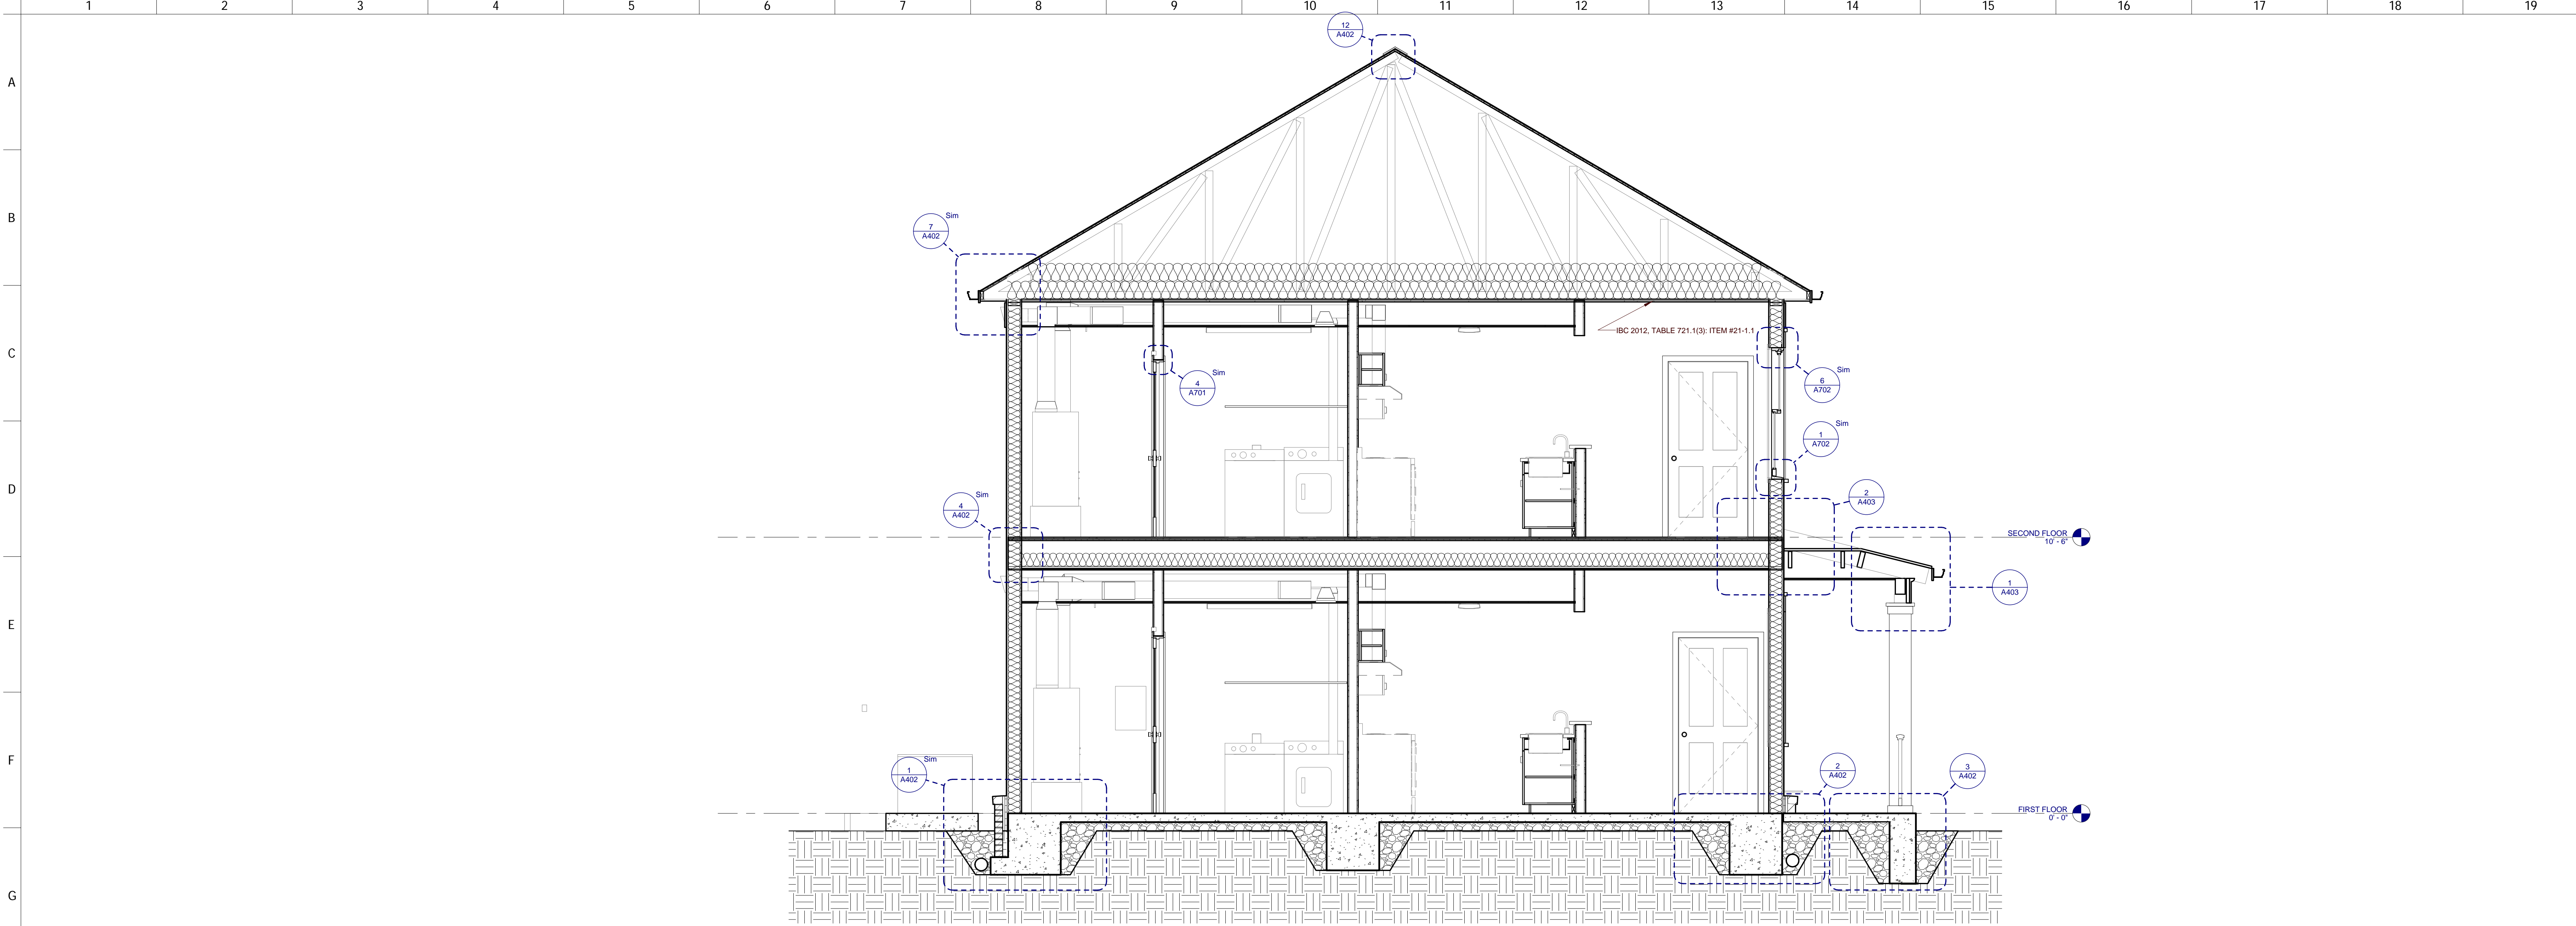 1 2 3 4 5 6 7 8 9 10 11 12 13 14 15 16 17 18 19
12
A402
A
Sim
7
A402
B
IBC 2012, TABLE 721.1(3): ITEM #21-1.1
C
Sim
4
A701
Sim
6
A702
Sim
1
A702
D
Sim
4
A402
2
A403
SECOND FLOOR
10' - 6"
1
A403
E
F
Sim
1
A402
2
A402
3
A402
FIRST FLOOR
0' - 0"
G